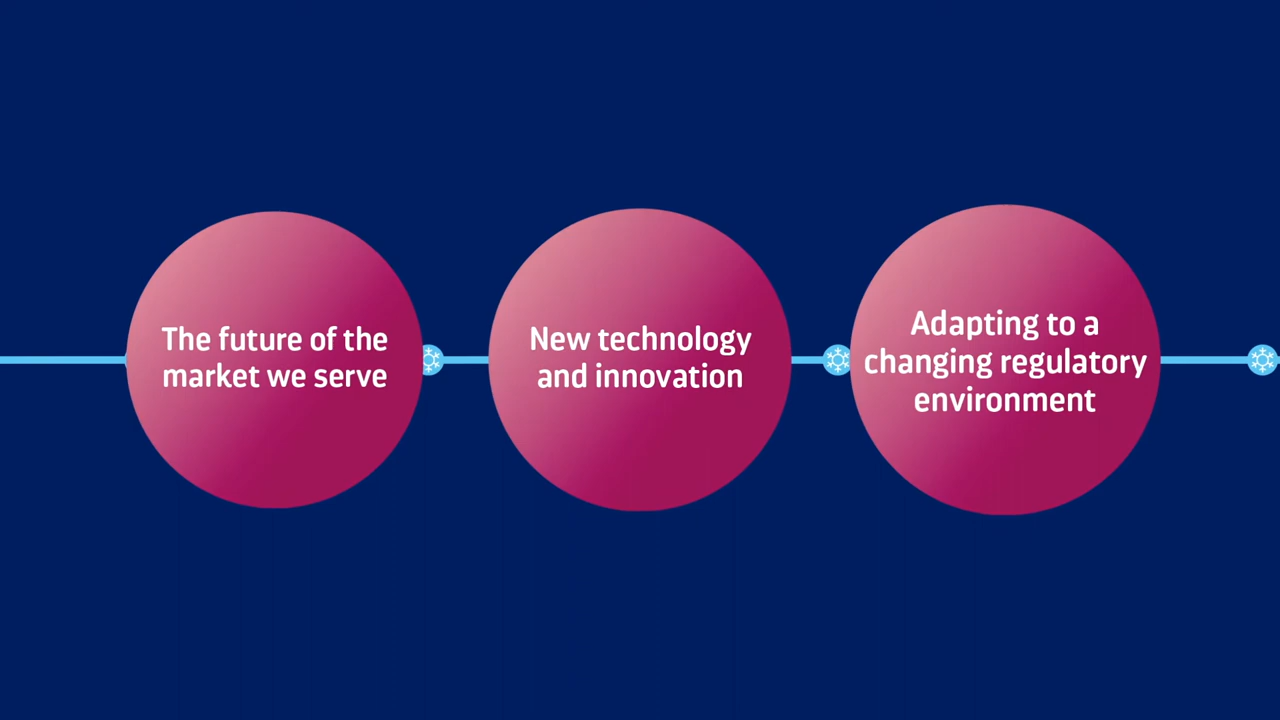 The future of the
market we serve
New technology
and innovation
Adapting to a
changing regulatory
environment